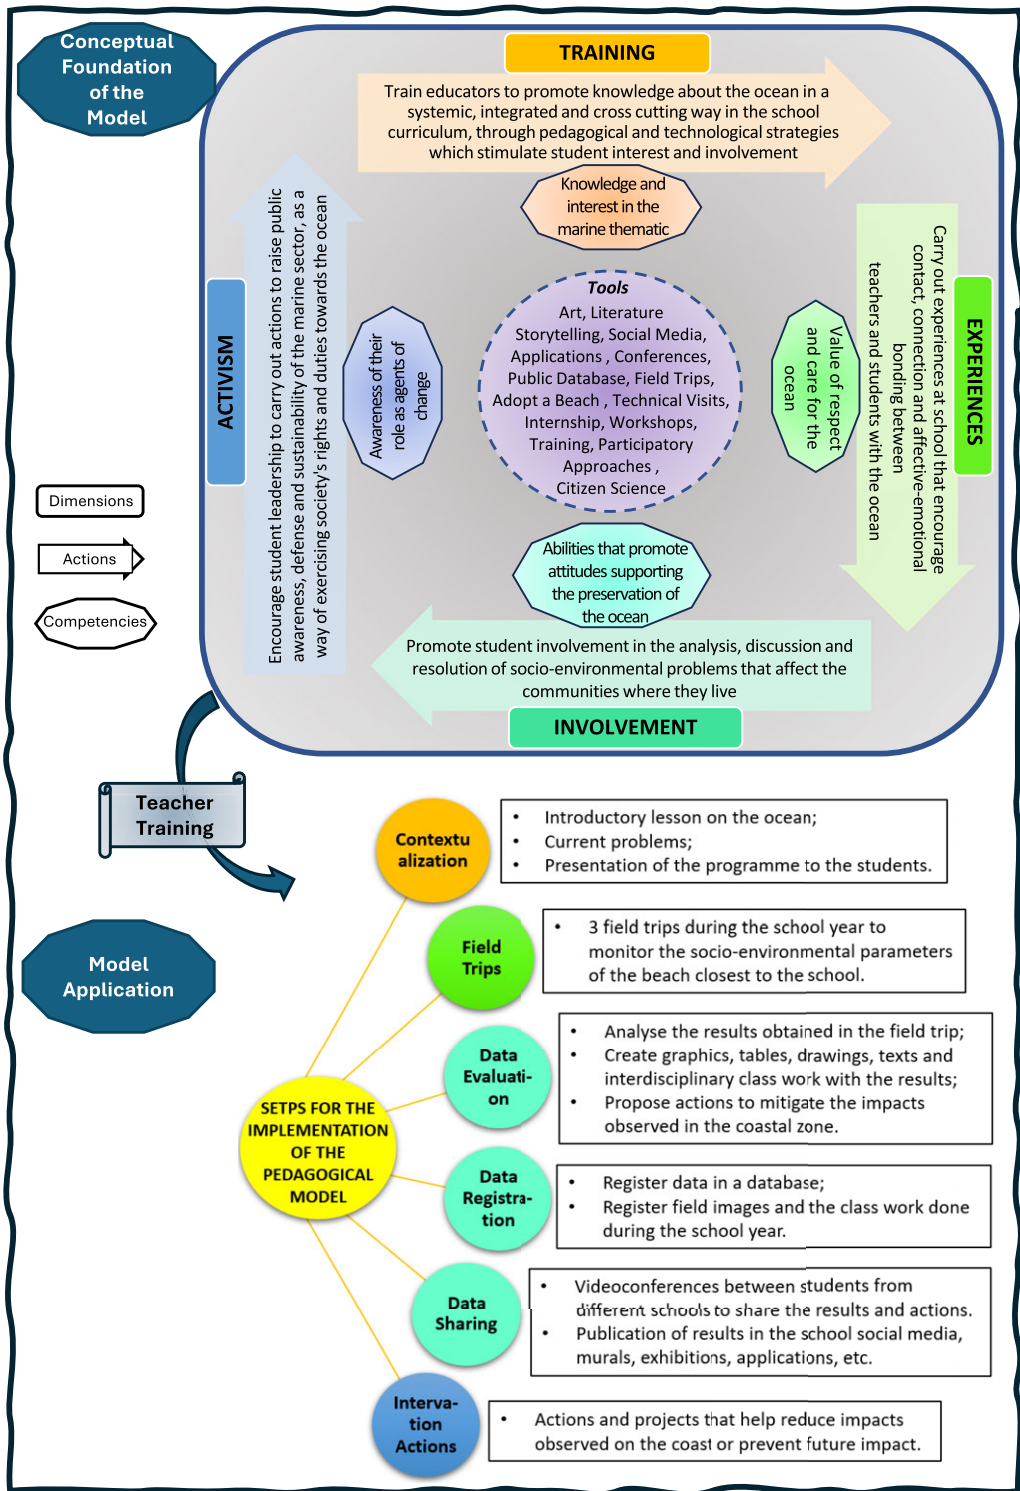 Conceptual
Foundation
of the
Model
TRAINING
Train educators to promote knowledge about the ocean in a
systemic, integrated and cross cutting way in the school
curriculum, through pedagogical and technological strategies
which stimulate student interest and involvement
Knowledge and
interest in the
marine thematic
EXPERIENCES
Carry out experiences at school that encourage
contact, connection and affective-emotional
bonding between
teachers and students with the ocean
Value of respect
and care for the
ocean
Tools
Art, Literature
Storytelling, Social Media,
Applications , Conferences,
Public Database, Field Trips,
Adopt a Beach , Technical Visits,
Internship, Workshops,
Training, Participatory
Approaches ,
Citizen Science
Abilities that promote
attitudes supporting
the preservation of
the ocean
Promote student involvement in the analysis, discussion and
resolution of socio-environmental problems that affect the
communities where they live
INVOLVEMENT
ACTIVISM
Encourage student leadership to carry out actions to raise public
awareness, defense and sustainability of the marine sector, as a
way of exercising society's rights and duties towards the ocean
Awareness of their
role as agents of
change
Dimensions
Actions
Competencies
Teacher
Training
Model
Application
SETPS FOR THE
IMPLEMENTATION
OF THE
PEDAGOGICAL
MODEL
Contextu
alization
• Introductory lesson on the ocean;
• Current problems;
• Presentation of the programme to the students.
Field
Trips
• 3 field trips during the school year to
monitor the socio-environmental parameters
of the beach closest to the school.
Data
Evaluati-
on
• Analyse the results obtained in the field trip;
• Create graphics, tables, drawings, texts and
interdisciplinary class work with the results;
• Propose actions to mitigate the impacts
observed in the coastal zone.
Data
Registra-
tion
• Register data in a database;
• Register field images and the class work done
during the school year.
Data
Sharing
• Videoconferences between students from
different schools to share the results and actions.
• Publication of results in the school social media,
murals, exhibitions, applications, etc.
Interva-
tion
Actions
• Actions and projects that help reduce impacts
observed on the coast or prevent future impact.